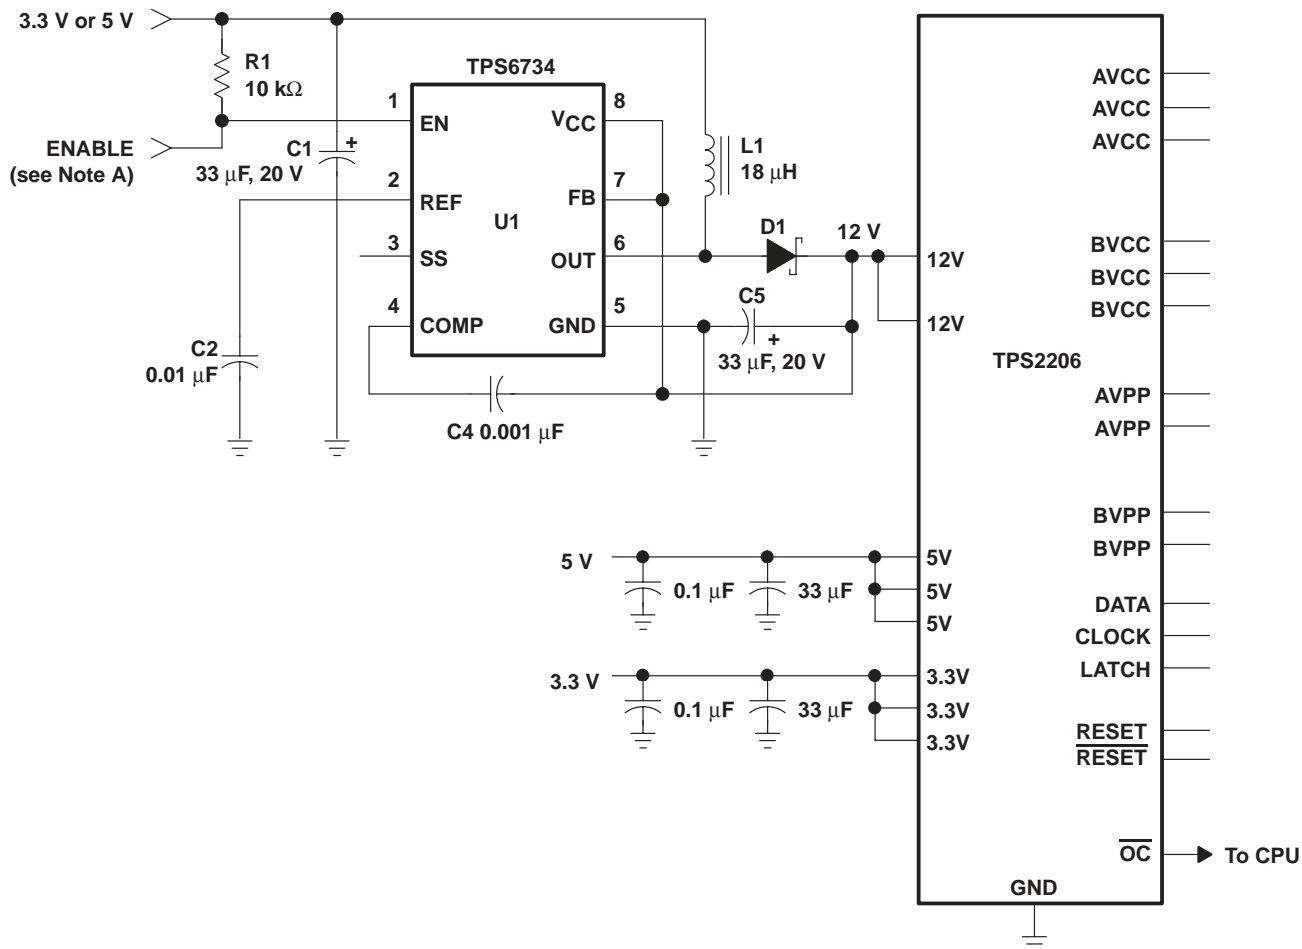 3.3 V or 5 V
R1
10 kΩ
ENABLE
(see Note A)
C1
33 μF, 20 V
+
TPS6734
1
EN
2
REF
3
SS
4
COMP
U1
8
VCC
7
FB
6
OUT
5
GND
C2
0.01 μF
C4 0.001 μF
L1
18 μH
D1
12 V
C5
+
33 μF, 20 V
12V
12V
TPS2206
AVCC
AVCC
AVCC
BVCC
BVCC
BVCC
AVPP
AVPP
BVPP
BVPP
DATA
CLOCK
LATCH
RESET
RESET
OC
To CPU
GND
5 V
0.1 μF
33 μF
5V
5V
5V
3.3 V
0.1 μF
33 μF
3.3V
3.3V
3.3V